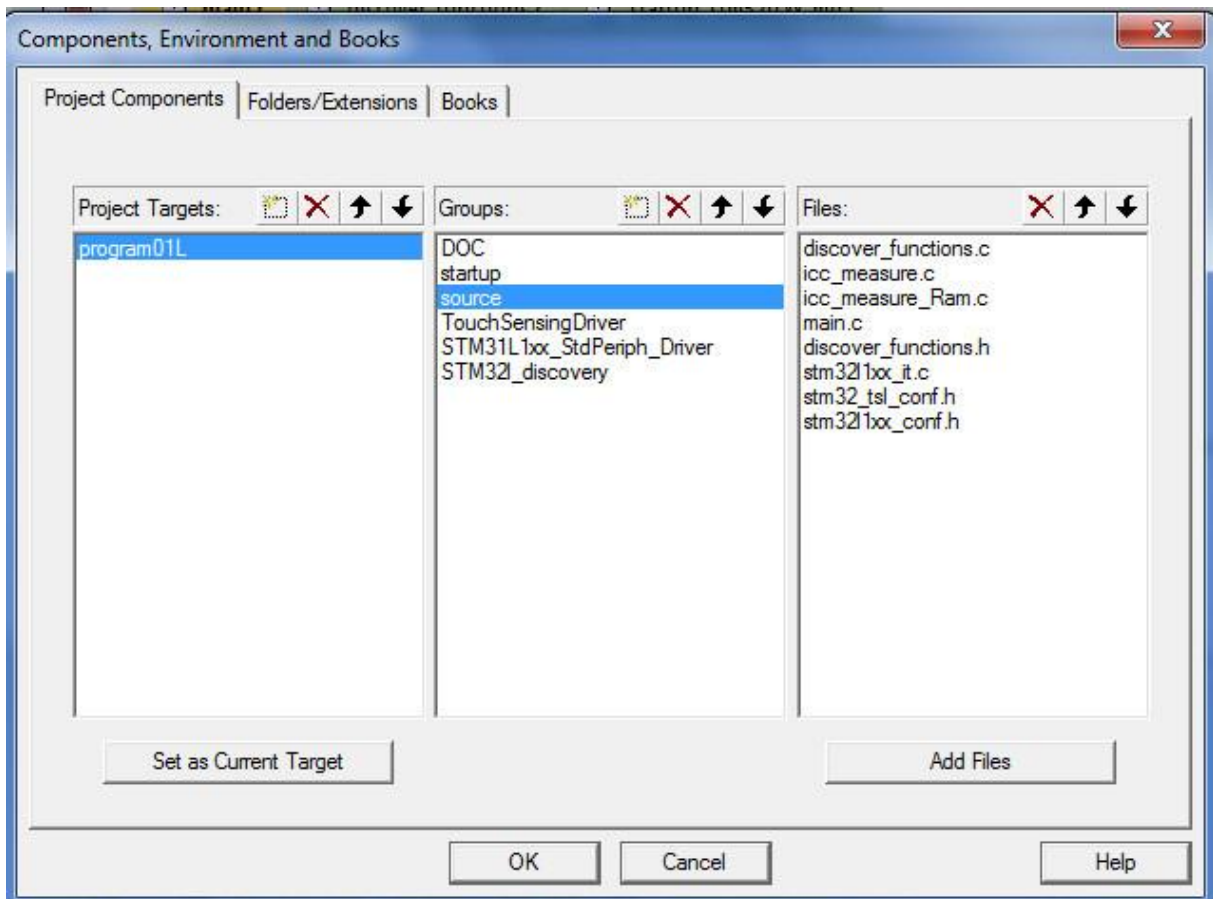 Components, Environment and Books
Project Components
Folders/Extensions
Books
Project Targets:
program01L
Set as Current Target
Groups:
DOC
startup
source
TouchSensingDriver
STM31L1xx_StdPeriph_Driver
STM32l_discovery
Files:
discover_functions.c
icc_measure.c
icc_measure_Ram.c
main.c
discover_functions.h
stm32l1xx_it.c
stm32_tsl_conf.h
stm32l1xx_conf.h
Add Files
OK
Cancel
Help